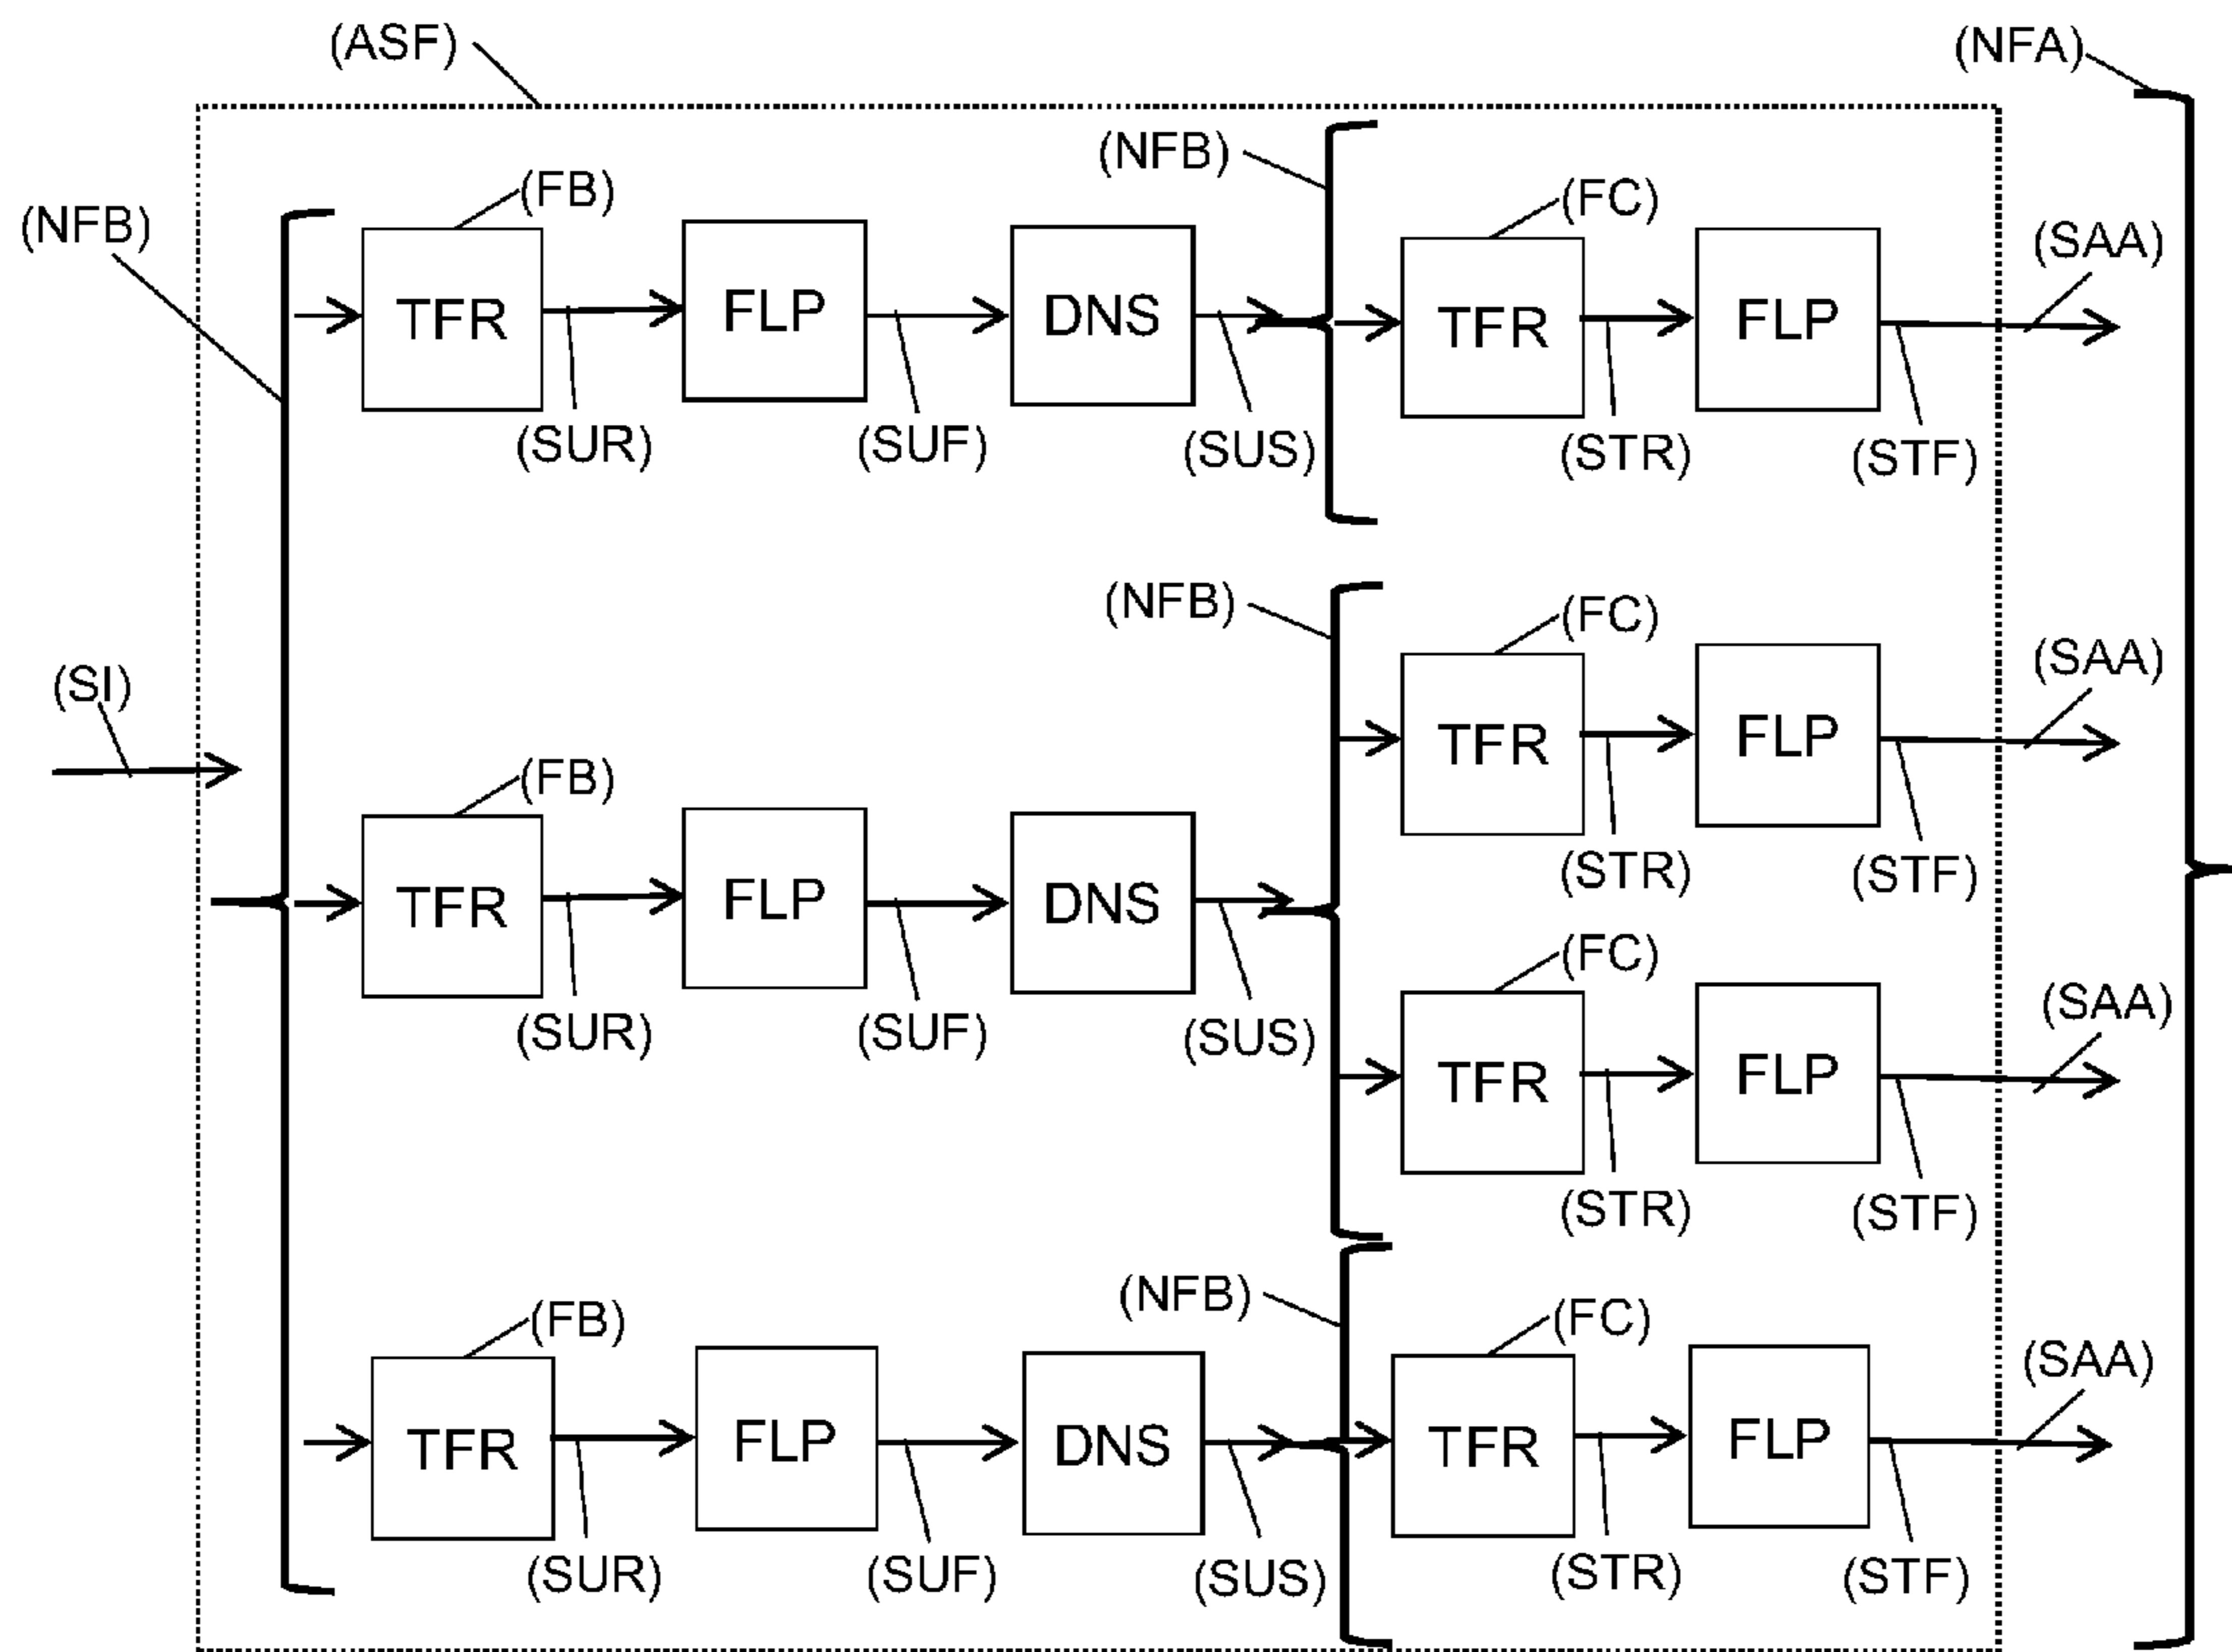 (ASF)
(NFA)
(NFB)
(FB)
(NFB)
(FC)
(SAA)
TFR
FLP
DNS
TFR
FLP
(SUR)
(SUF)
(SUS)
(STR)
(STF)
(NFB)
(FC)
(SAA)
(SI)
TFR
FLP
(FB)
(STR)
(STF)
TFR
FLP
DNS
(FC)
(SAA)
(SUR)
(SUF)
(SUS)
TFR
FLP
(STR)
(STF)
(FB)
(NFB)
(FC)
(SAA)
TFR
FLP
DNS
TFR
FLP
(SUR)
(SUF)
(SUS)
(STR)
(STF)